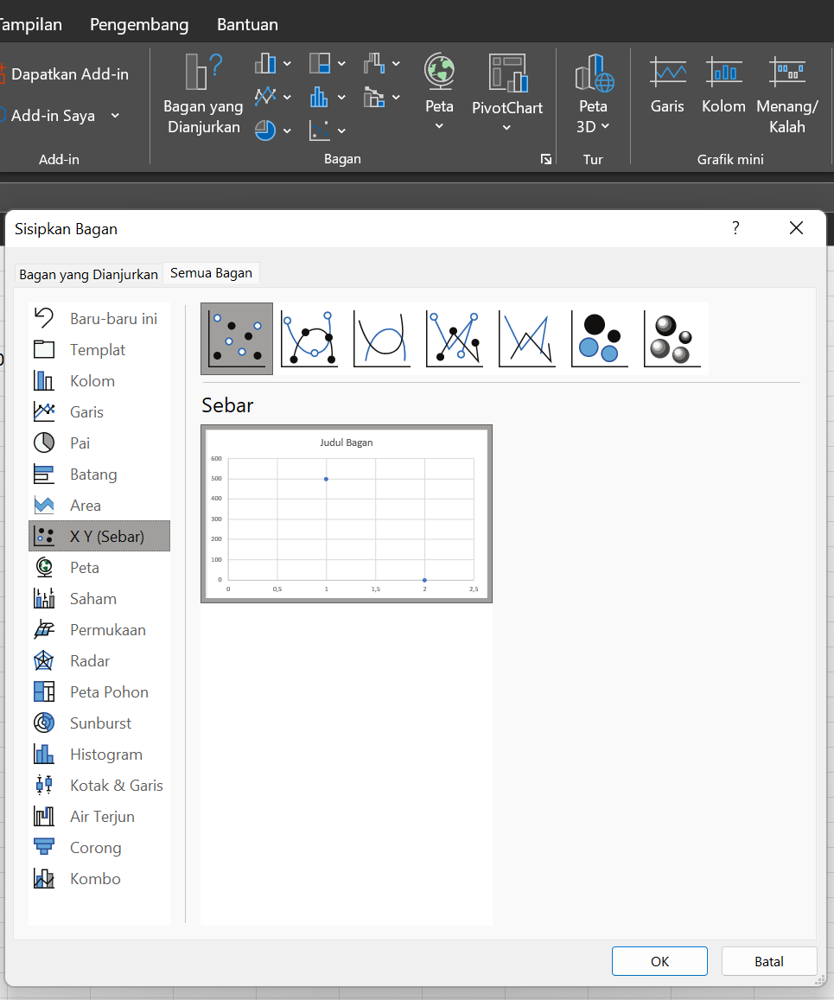 Tampilan Pengembang Bantuan
Dapatkan Add-in
Add-in Saya
Add-in
Bagan yang
Dianjurkan
Bagan
Peta
PivotChart
Peta
3D
Tur
Garis
Kolom
Menang/
Kalah
Grafik mini
Sisipkan Bagan
?
Bagan yang Dianjurkan
Semua Bagan
Baru-baru ini
Templat
Kolom
Garis
Pai
Batang
Area
X Y (Sebar)
Peta
Saham
Permukaan
Radar
Peta Pohon
Sunburst
Histogram
Kotak & Garis
Air Terjun
Corong
Kombo
Sebar
Judul Bagan
600
500
400
300
200
100
0
0 0,5 1 1,5 2 2,5
OK
Batal